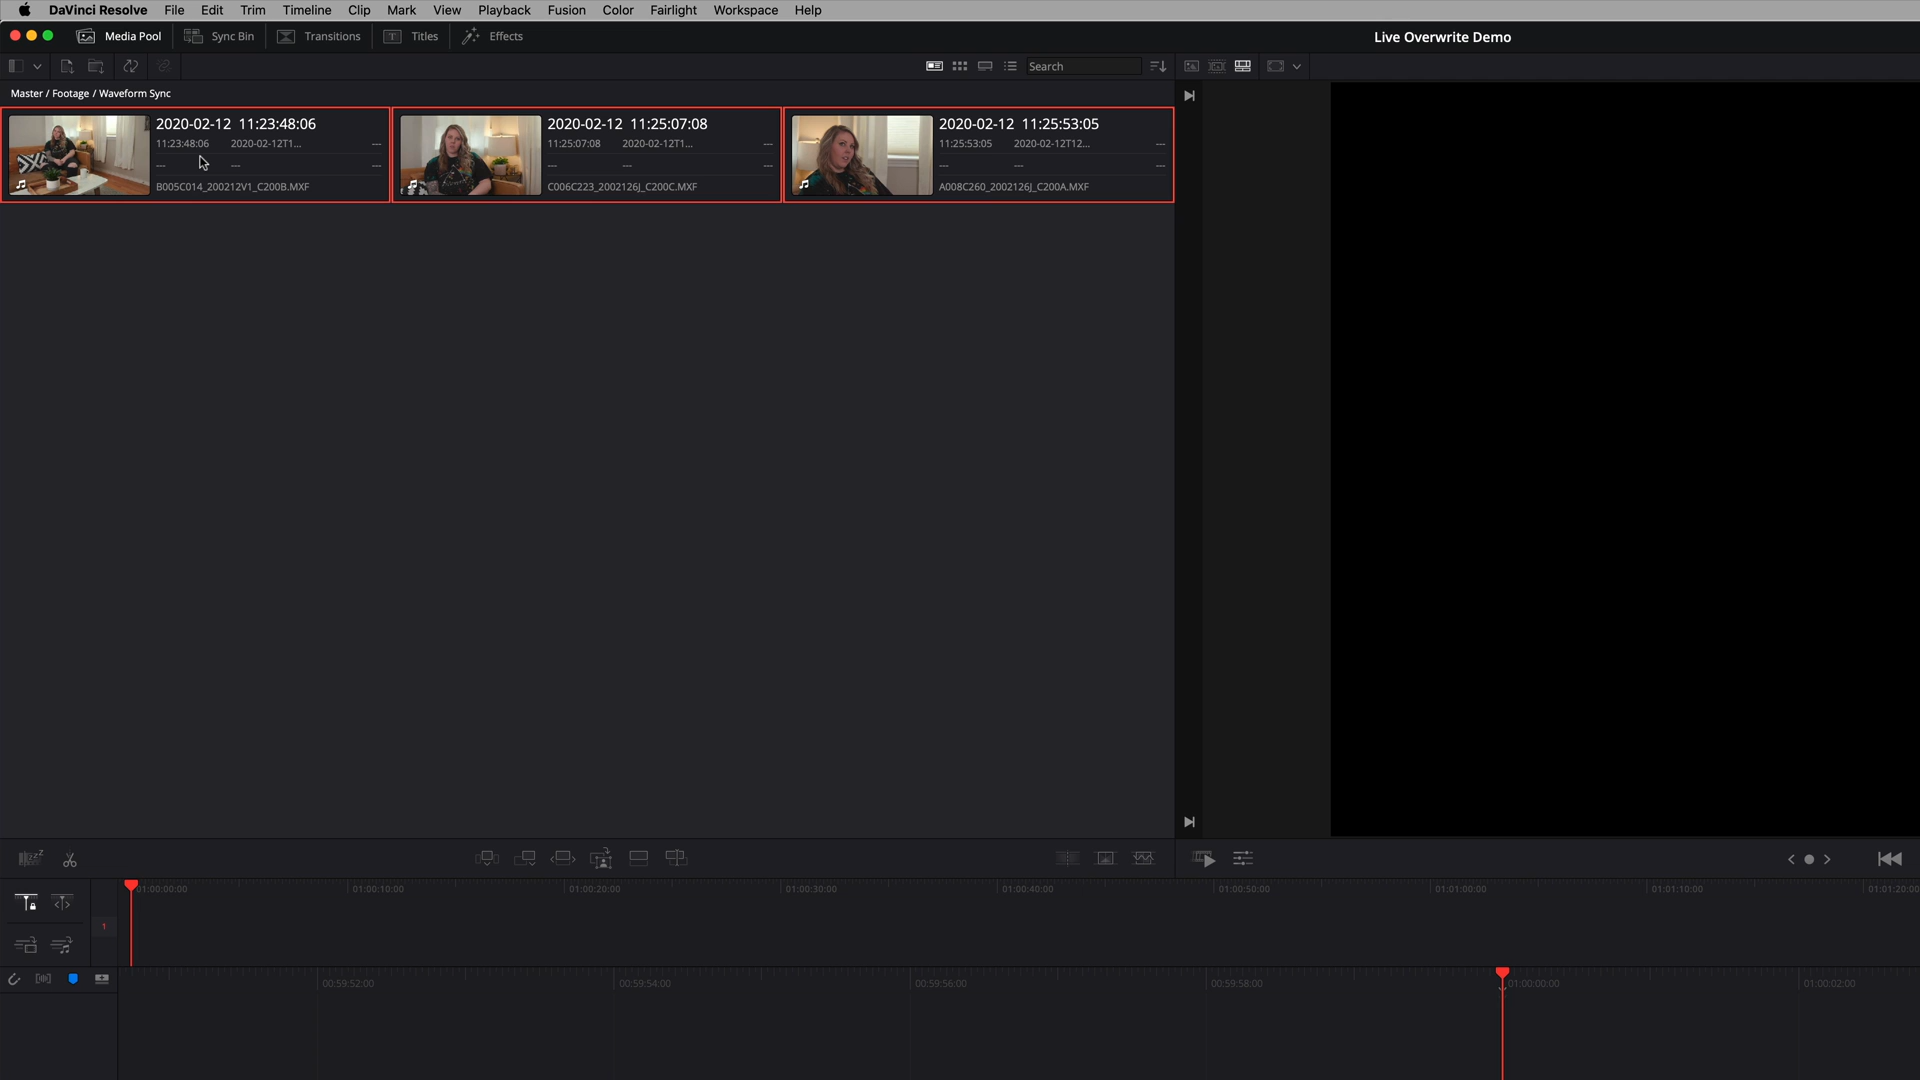 DaVinci Resolve File Edit Trim Timeline Clip Mark View Playback Fusion Color Fairlight Workspace Help
Media Pool Sync Bin Transitions Titles Effects
Live Overwrite Demo
Search
Master / Footage / Waveform Sync
2020-02-12 11:23:48:06
11:23:48:06 2020-02-12T1... ---
--- --- ---
B005C014_200212V1_C200B.MXF
2020-02-12 11:25:07:08
11:25:07:08 2020-02-12T1... ---
--- --- ---
C006C223_2002126J_C200C.MXF
2020-02-12 11:25:53:05
11:25:53:05 2020-02-12T12... ---
--- --- ---
A008C260_2002126J_C200A.MXF
01:00:00:00 01:00:10:00 01:00:20:00 01:00:30:00 01:00:40:00 01:00:50:00 01:01:00:00 01:01:10:00 01:01:20:00
1
00:59:52:00 00:59:54:00 00:59:56:00 00:59:58:00 01:00:00:00 01:00:02:00